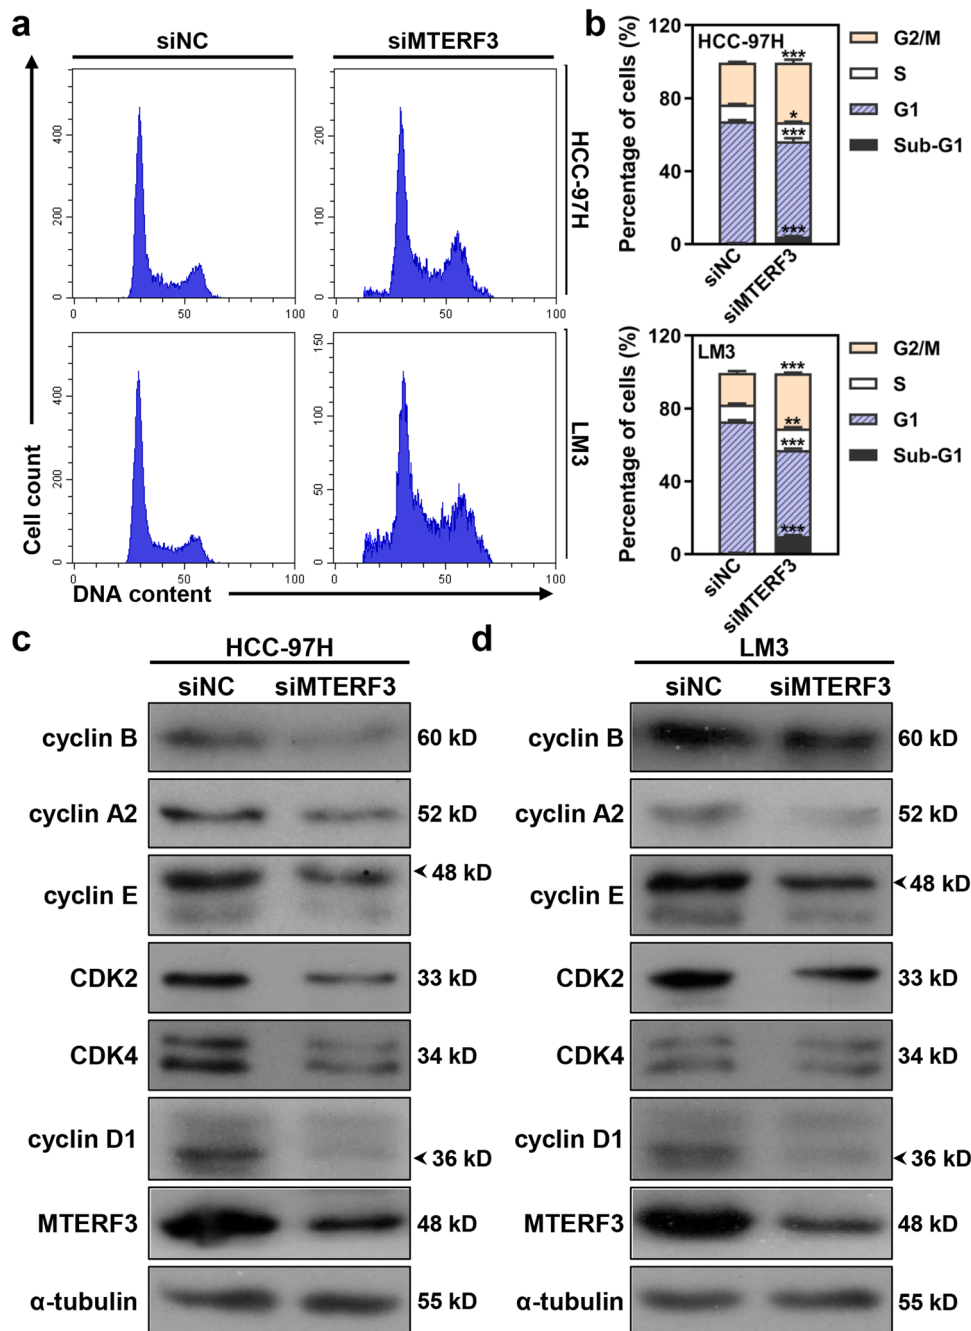 a
siNC
siMTERF3
400
200
0
0
50
100
200
100
0
0
50
100
HCC-97H
400
200
0
0
50
100
150
100
50
0
0
50
100
LM3
Cell count
DNA content
b
Percentage of cells (%)
120
80
40
0
HCC-97H
***
*
***
***
siNC
siMTERF3
G2/M
S
G1
Sub-G1
Percentage of cells (%)
120
80
40
0
LM3
***
**
***
***
siNC
siMTERF3
G2/M
S
G1
Sub-G1
c
HCC-97H
siNC siMTERF3
cyclin B 60 kD
cyclin A2 52 kD
cyclin E 48 kD
CDK2 33 kD
CDK4 34 kD
cyclin D1 36 kD
MTERF3 48 kD
α-tubulin 55 kD
d
LM3
siNC siMTERF3
cyclin B 60 kD
cyclin A2 52 kD
cyclin E 48 kD
CDK2 33 kD
CDK4 34 kD
cyclin D1 36 kD
MTERF3 48 kD
α-tubulin 55 kD